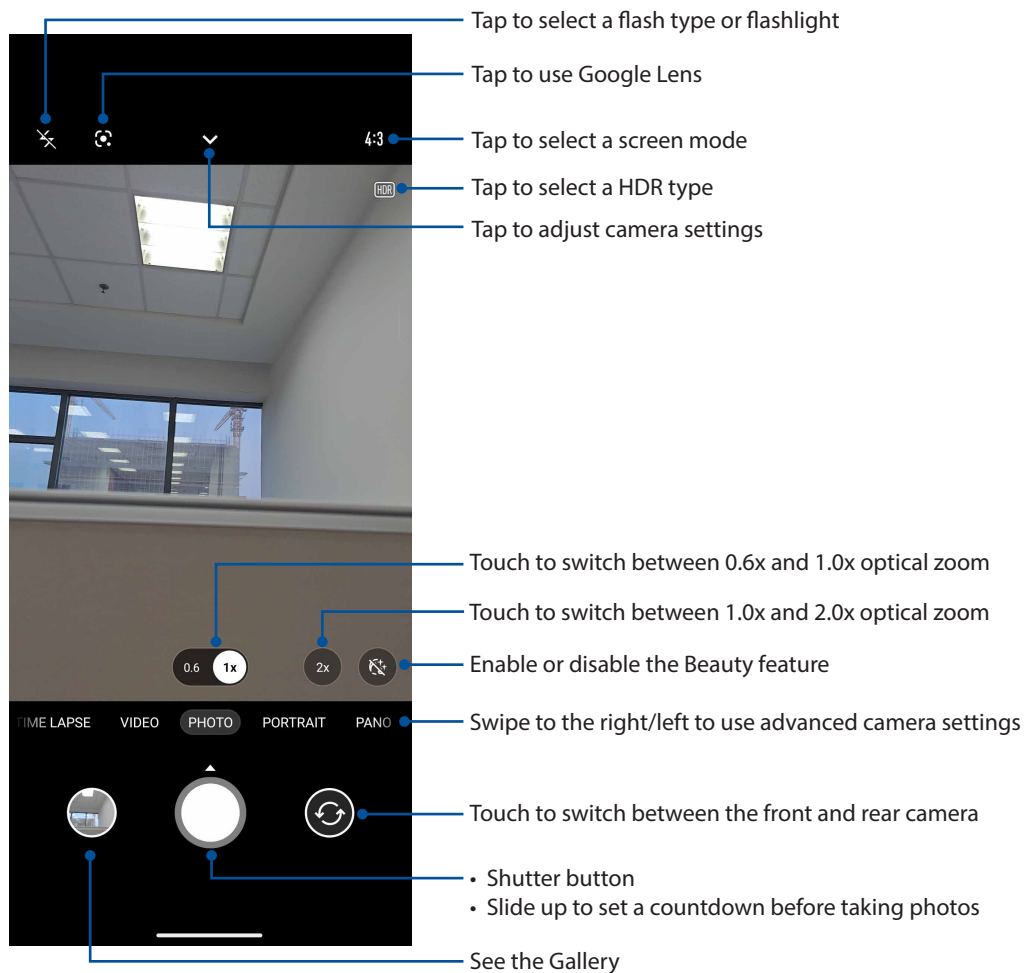 Tap to select a flash type or flashlight
Tap to use Google Lens
4:3
Tap to select a screen mode
HDR
Tap to select a HDR type
Tap to adjust camera settings
Touch to switch between 0.6x and 1.0x optical zoom
Touch to switch between 1.0x and 2.0x optical zoom
0.6 1x 2x
Enable or disable the Beauty feature
TIME LAPSE VIDEO PHOTO PORTRAIT PANO
Swipe to the right/left to use advanced camera settings
Touch to switch between the front and rear camera
• Shutter button
• Slide up to set a countdown before taking photos
See the Gallery